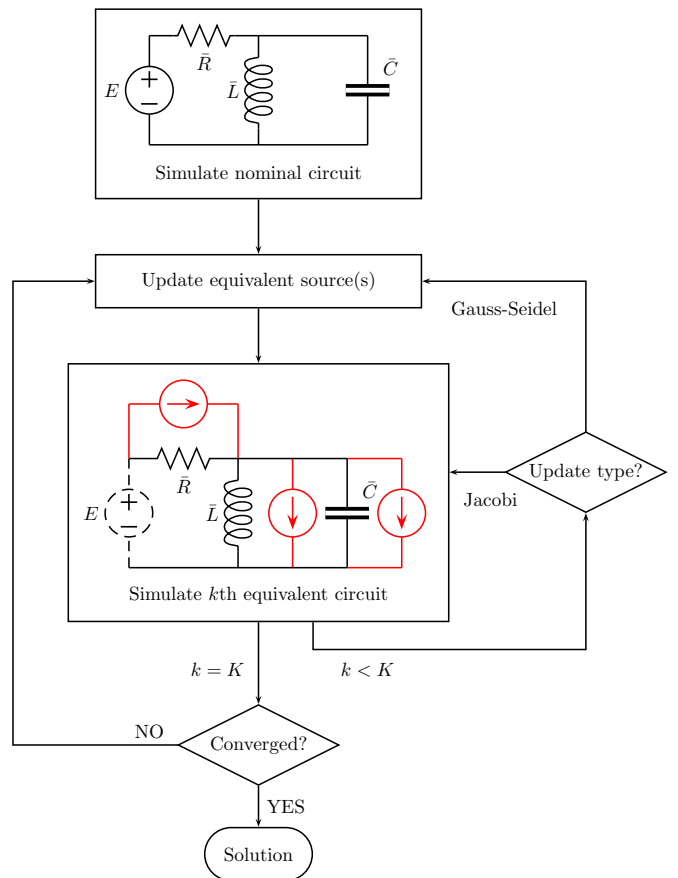 R̄
E
L̄
C̄
Simulate nominal circuit
Update equivalent source(s)
Gauss-Seidel
Update type?
Jacobi
R̄
E
L̄
C̄
Simulate kth equivalent circuit
k = K
k < K
NO
Converged?
YES
Solution